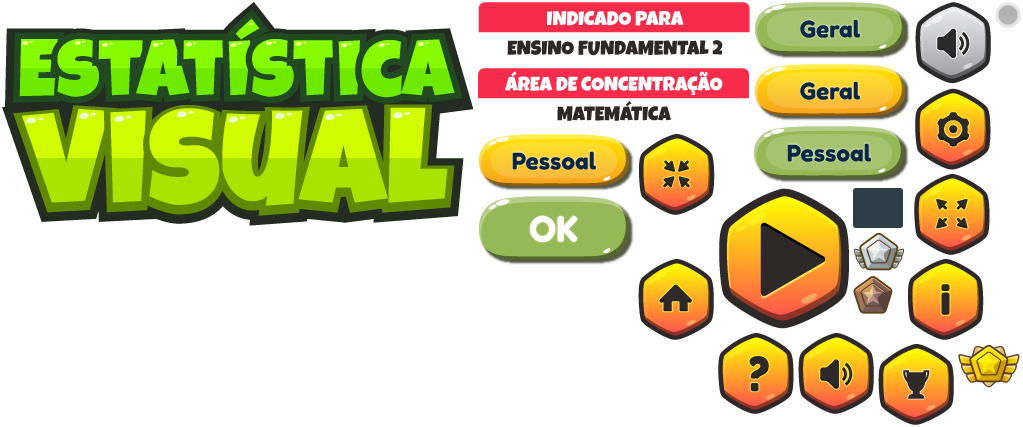 ESTATÍSTICA
VISUAL
INDICADO PARA
ENSINO FUNDAMENTAL 2
ÁREA DE CONCENTRAÇÃO
MATEMÁTICA
Pessoal
OK
Geral
Geral
Pessoal
i
?